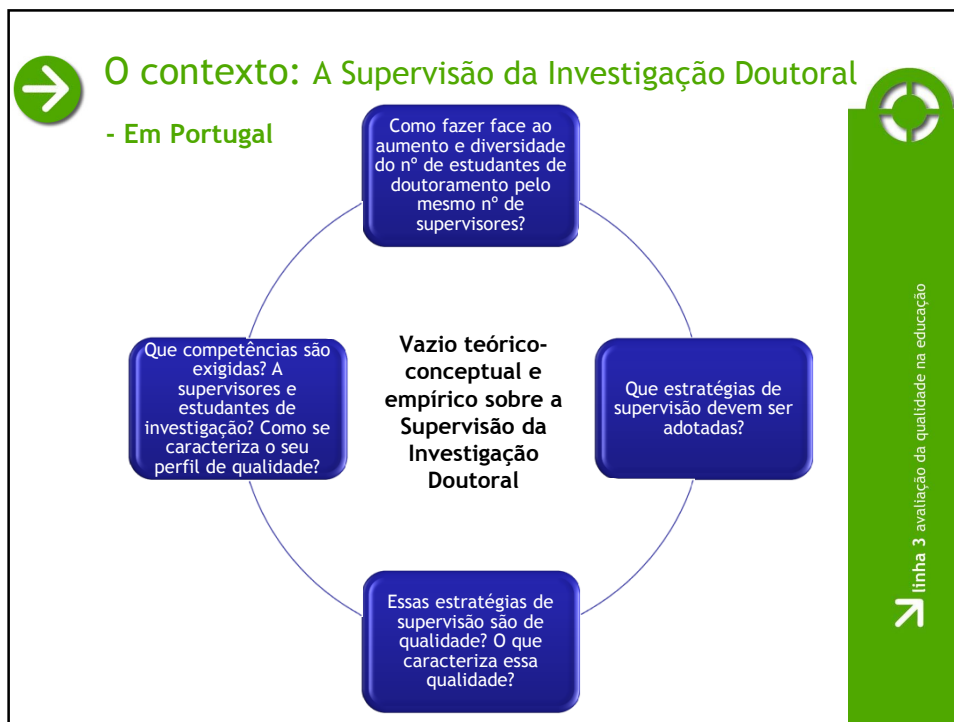 O contexto: A Supervisão da Investigação Doutoral
- Em Portugal
Como fazer face ao
aumento e diversidade
do nº de estudantes de
doutoramento pelo
mesmo nº de
supervisores?
Que competências são
exigidas? A
supervisores e
estudantes de
investigação? Como se
caracteriza o seu
perfil de qualidade?
Vazio teórico-
conceptual e
empírico sobre a
Supervisão da
Investigação
Doutoral
Que estratégias de
supervisão devem ser
adotadas?
Essas estratégias de
supervisão são de
qualidade? O que
caracteriza essa
qualidade?
linha 3 avaliação da qualidade na educação